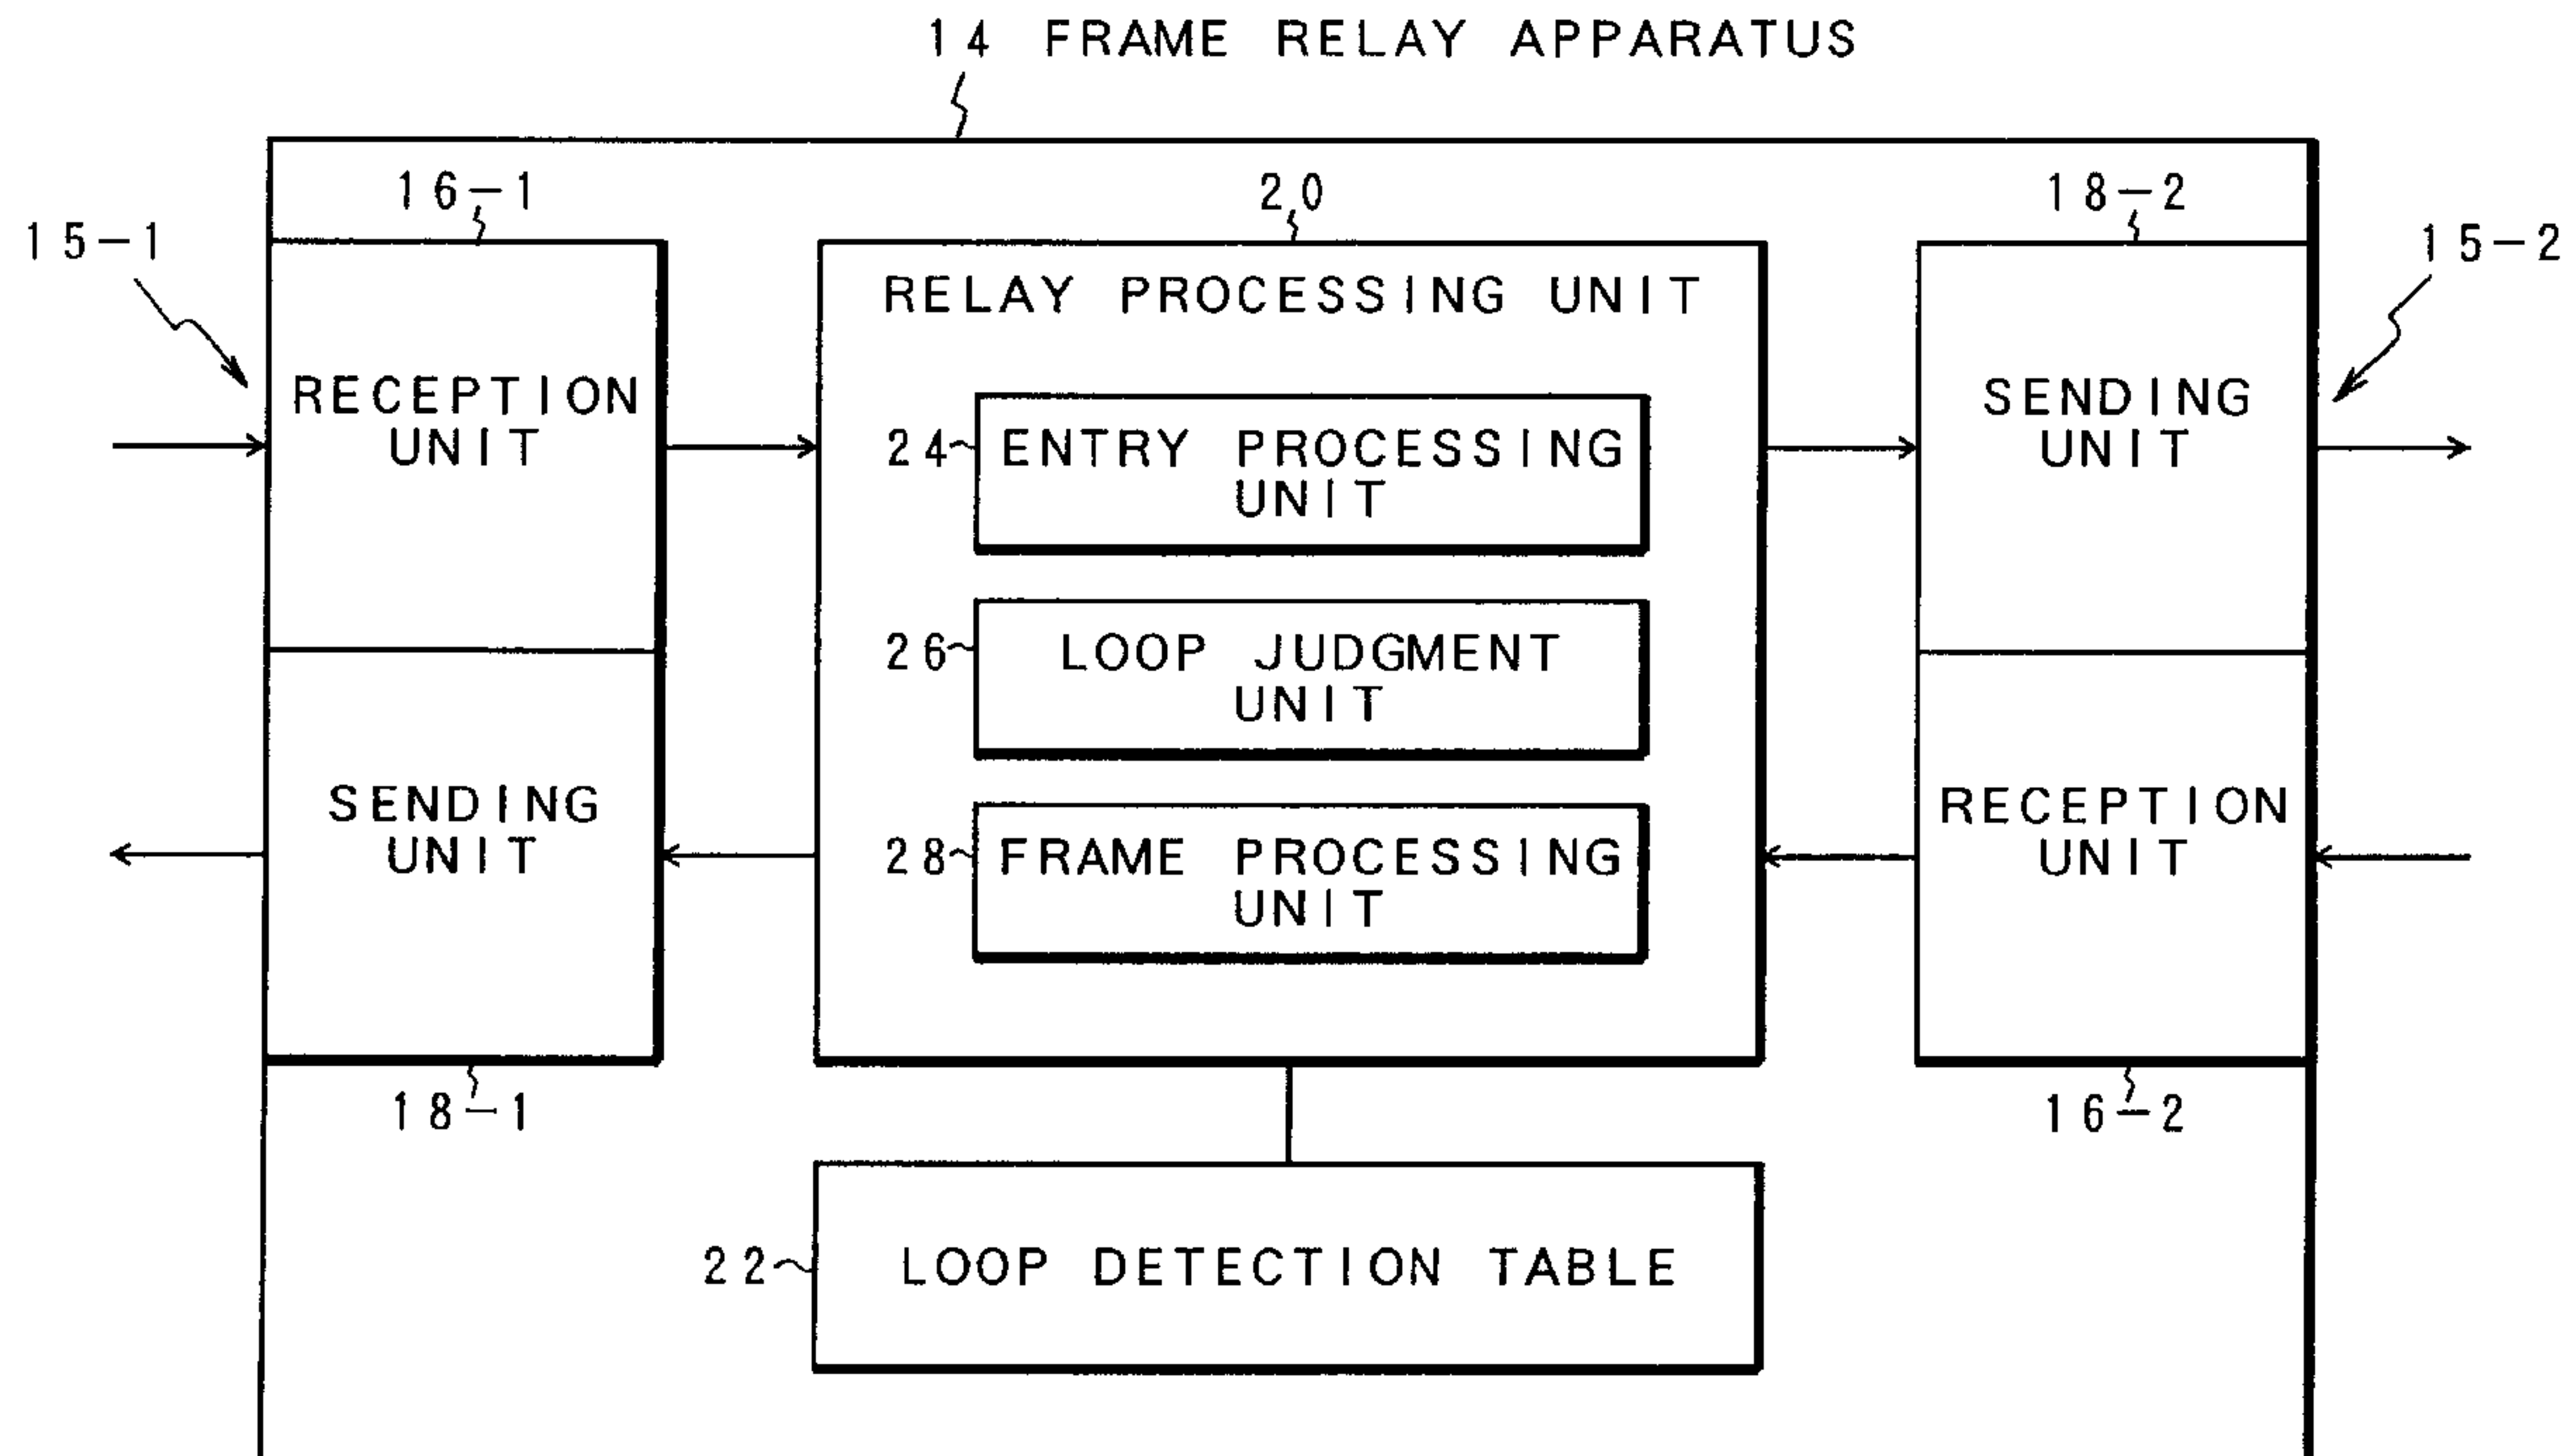 14 FRAME RELAY APPARATUS
16-1
20
18-2
15-1
15-2
RELAY PROCESSING UNIT
RECEPTION
UNIT
SENDING
UNIT
24
ENTRY PROCESSING
UNIT
26
LOOP JUDGMENT
UNIT
SENDING
UNIT
28
FRAME PROCESSING
UNIT
RECEPTION
UNIT
18-1
16-2
22
LOOP DETECTION TABLE